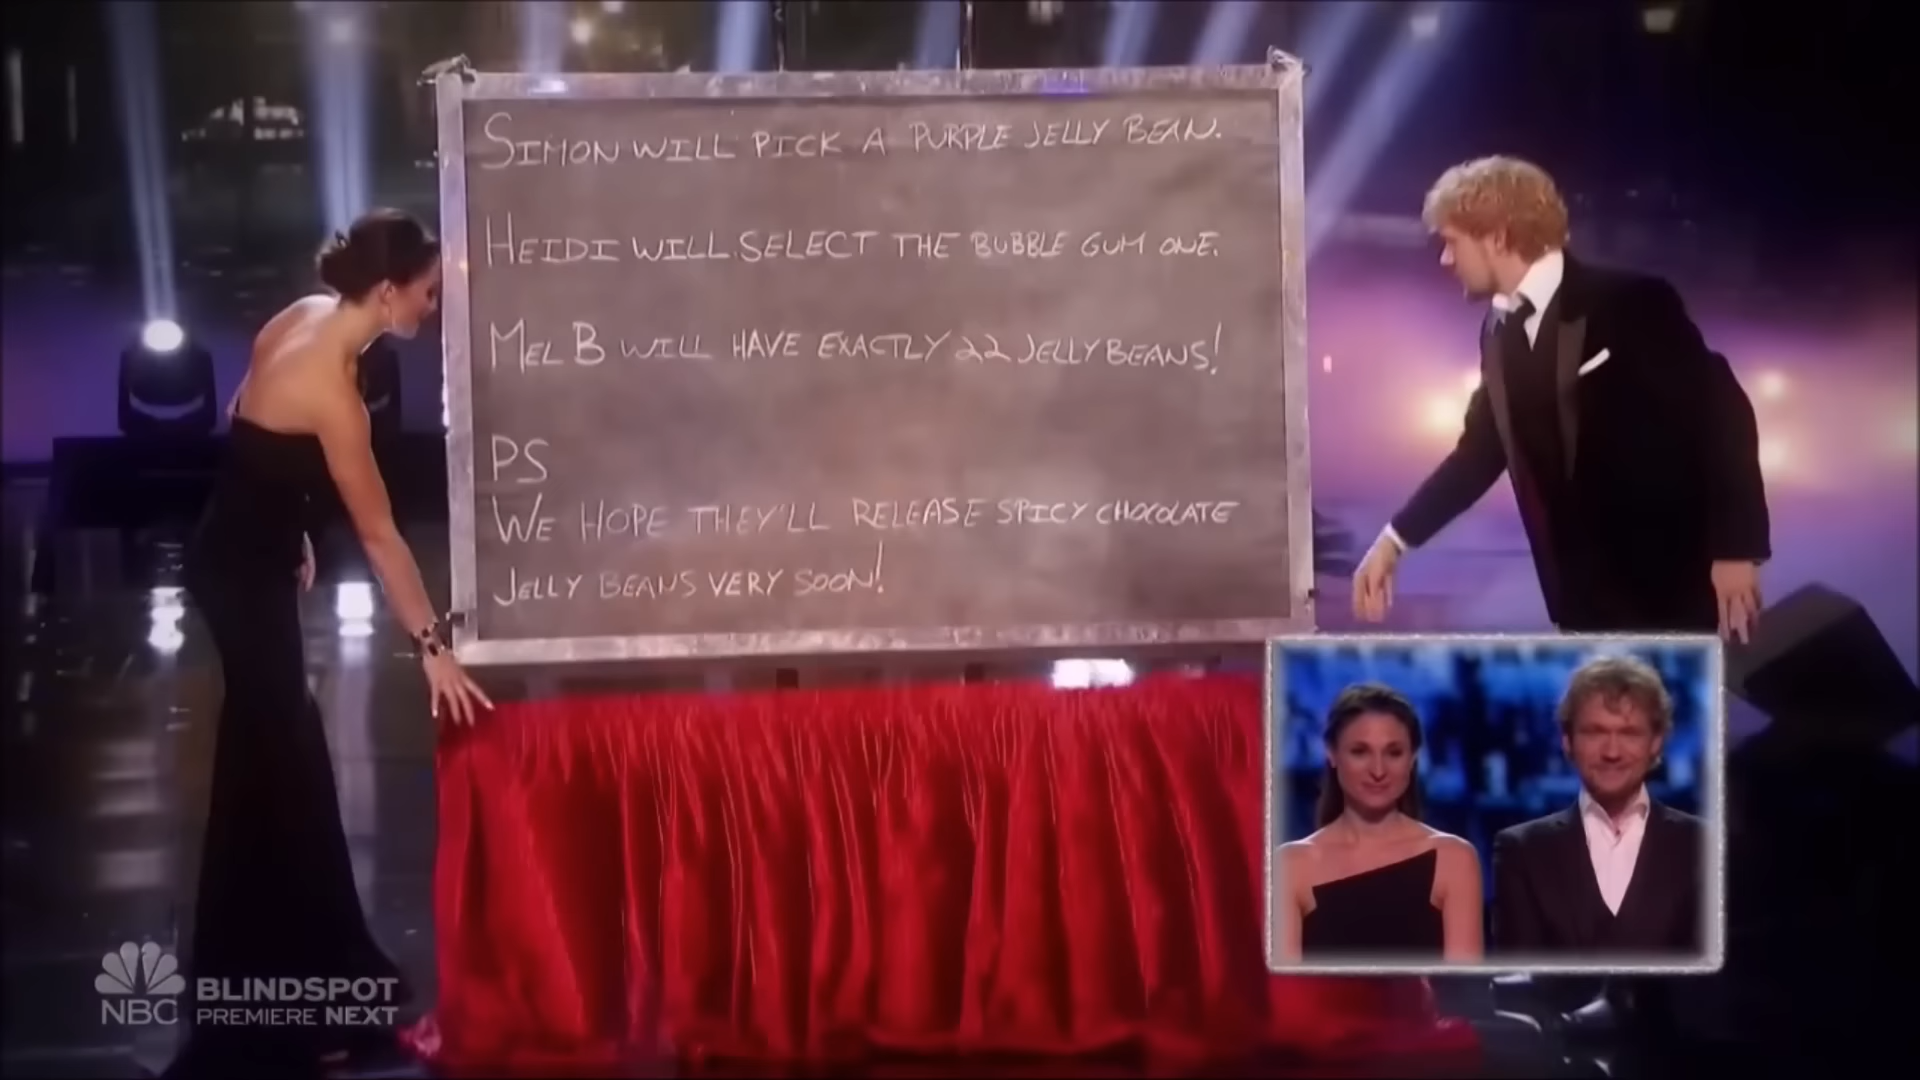 SIMON WILL PICK A PURPLE JELLY BEAN.
HEIDI WILL SELECT THE BUBBLE GUM ONE.
MEL B WILL HAVE EXACTLY 22 JELLY BEANS!
PS
WE HOPE THEY'LL RELEASE SPICY CHOCOLATE
JELLY BEANS VERY SOON!
NBC
BLINDSPOT
PREMIERE NEXT